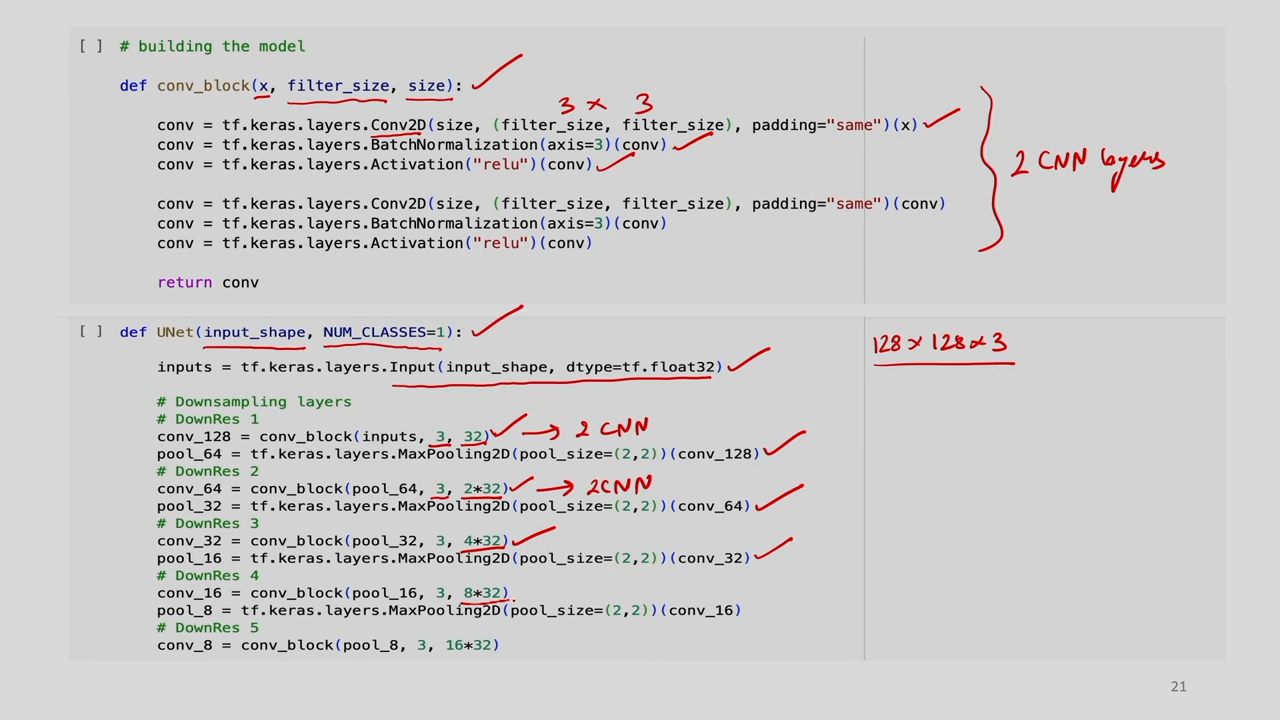 [ ] # building the model
def conv_block(x, filter_size, size):
3 x 3
conv = tf.keras.layers.Conv2D(size, (filter_size, filter_size), padding="same")(x)
conv = tf.keras.layers.BatchNormalization(axis=3)(conv)
conv = tf.keras.layers.Activation("relu")(conv)
2 CNN layers
conv = tf.keras.layers.Conv2D(size, (filter_size, filter_size), padding="same")(conv)
conv = tf.keras.layers.BatchNormalization(axis=3)(conv)
conv = tf.keras.layers.Activation("relu")(conv)
return conv
[ ] def UNet(input_shape, NUM_CLASSES=1):
128 x 128 x 3
inputs = tf.keras.layers.Input(input_shape, dtype=tf.float32)
# Downsampling layers
# DownRes 1
conv_128 = conv_block(inputs, 3, 32) → 2 CNN
pool_64 = tf.keras.layers.MaxPooling2D(pool_size=(2,2))(conv_128)
# DownRes 2
conv_64 = conv_block(pool_64, 3, 2*32) → 2CNN
pool_32 = tf.keras.layers.MaxPooling2D(pool_size=(2,2))(conv_64)
# DownRes 3
conv_32 = conv_block(pool_32, 3, 4*32)
pool_16 = tf.keras.layers.MaxPooling2D(pool_size=(2,2))(conv_32)
# DownRes 4
conv_16 = conv_block(pool_16, 3, 8*32)
pool_8 = tf.keras.layers.MaxPooling2D(pool_size=(2,2))(conv_16)
# DownRes 5
conv_8 = conv_block(pool_8, 3, 16*32)
21